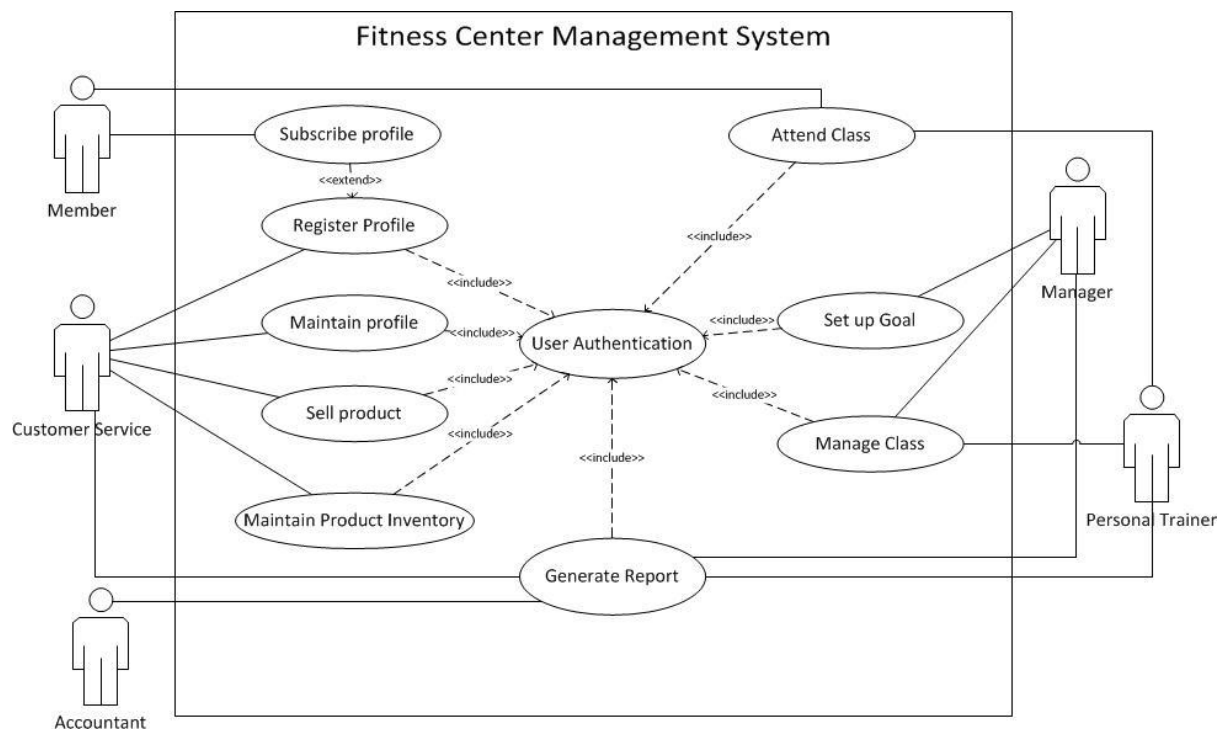 Fitness Center Management System
Subscribe profile
Attend Class
<<extend>>
Member
Register Profile
<<include>>
Manager
<<include>>
Maintain profile
<<include>>
User Authentication
<<include>>
Set up Goal
<<include>>
<<include>>
Sell product
Customer Service
<<include>>
Manage Class
<<include>>
Maintain Product Inventory
Personal Trainer
Generate Report
Accountant